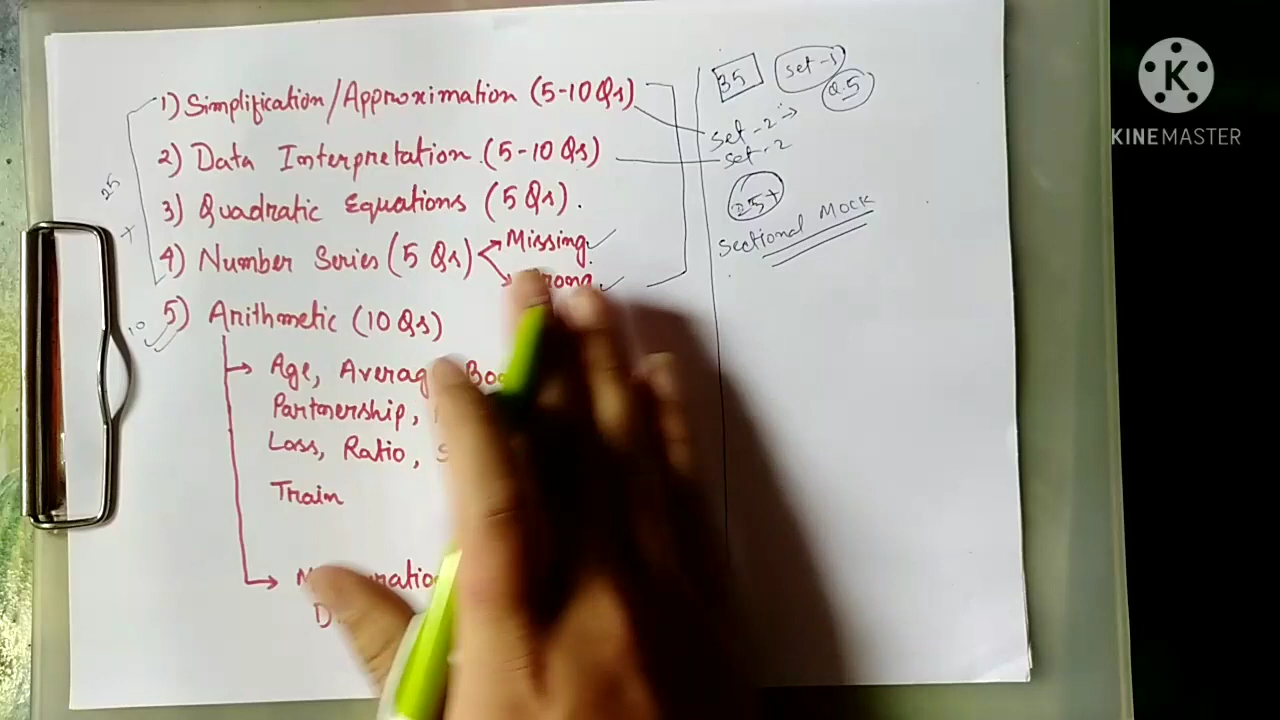 1) Simplification/Approximation (5-10 Qs)
2) Data Interpretation (5-10 Qs)
3) Quadratic Equations (5 Qs).
4) Number Series (5 Qs) Missing
5) Arithmetic (10 Qs)
Age, Averag
Partnership,
Loss, Ratio,
Train
25
+
10
35 set-1
25
set-2
set-2
25+
Sectional Mock
K
KINEMASTER